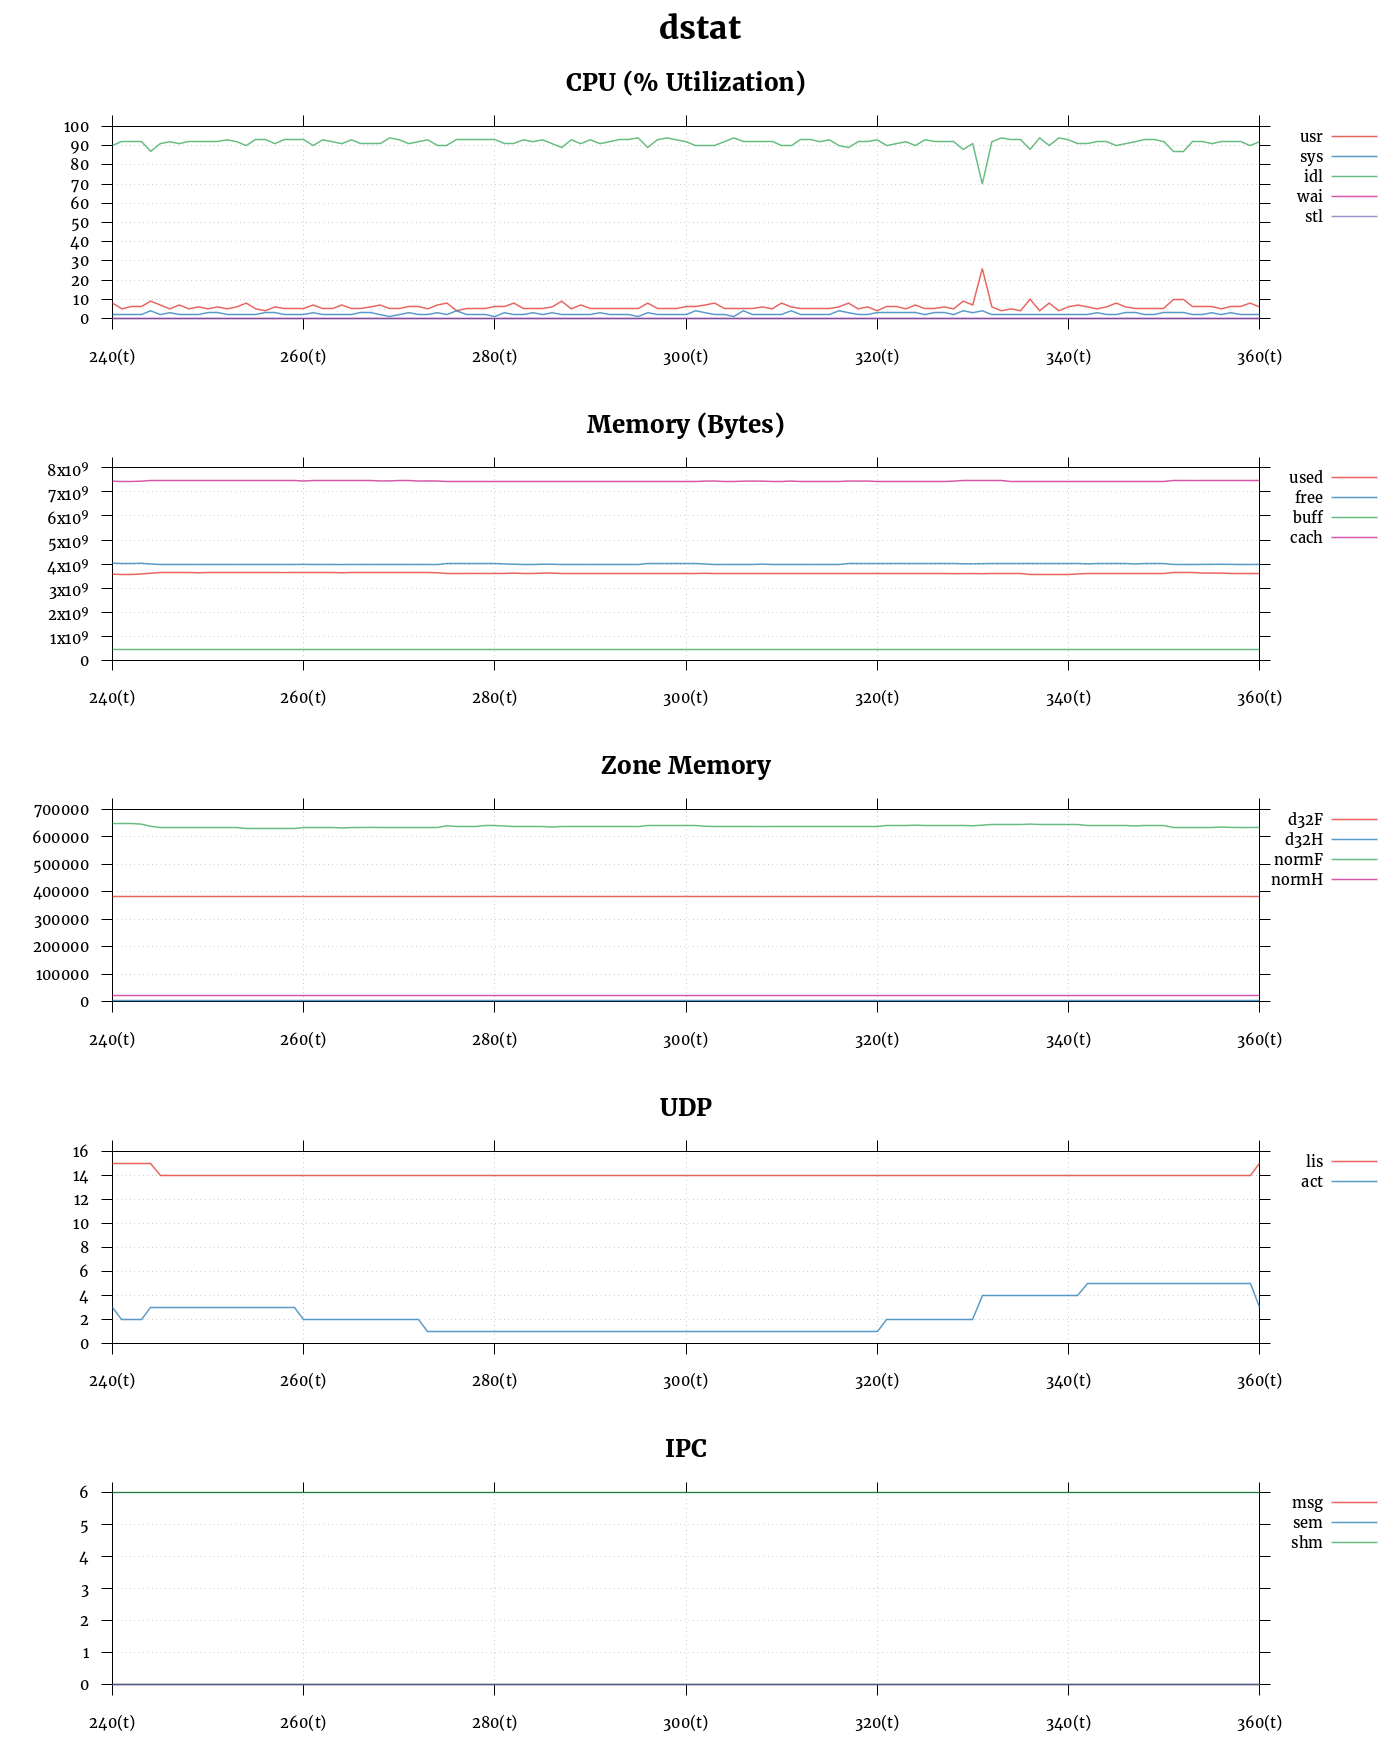 dstat
CPU (% Utilization)
100
90
80
70
60
50
40
30
20
10
0
240(t) 260(t) 280(t) 300(t) 320(t) 340(t) 360(t)
usr
sys
idl
wai
stl
Memory (Bytes)
8x10⁹
7x10⁹
6x10⁹
5x10⁹
4x10⁹
3x10⁹
2x10⁹
1x10⁹
0
240(t) 260(t) 280(t) 300(t) 320(t) 340(t) 360(t)
used
free
buff
cach
Zone Memory
700000
600000
500000
400000
300000
200000
100000
0
240(t) 260(t) 280(t) 300(t) 320(t) 340(t) 360(t)
d32F
d32H
normF
normH
UDP
16
14
12
10
8
6
4
2
0
240(t) 260(t) 280(t) 300(t) 320(t) 340(t) 360(t)
lis
act
IPC
6
5
4
3
2
1
0
240(t) 260(t) 280(t) 300(t) 320(t) 340(t) 360(t)
msg
sem
shm